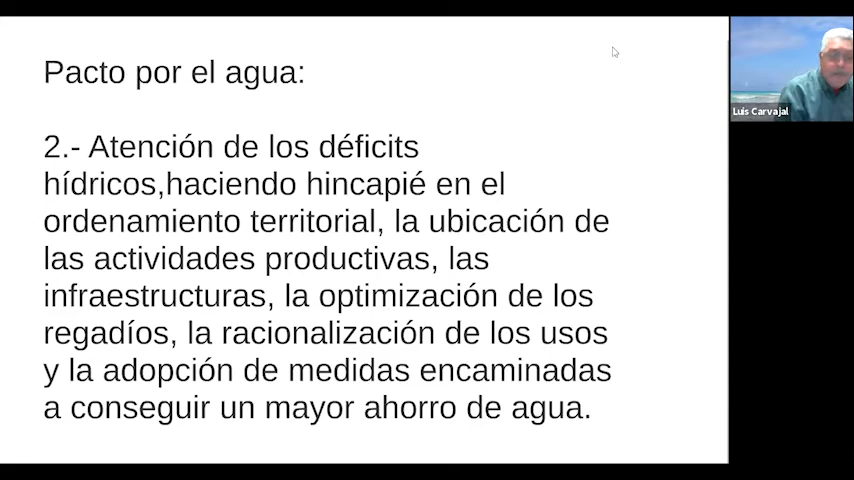 Pacto por el agua:
2.- Atención de los déficits
hídricos,haciendo hincapié en el
ordenamiento territorial, la ubicación de
las actividades productivas, las
infraestructuras, la optimización de los
regadíos, la racionalización de los usos
y la adopción de medidas encaminadas
a conseguir un mayor ahorro de agua.
Luis Carvajal